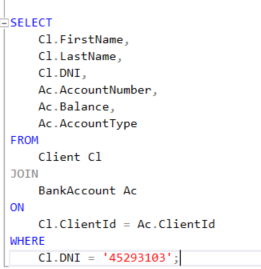 SELECT
Cl.FirstName,
Cl.LastName,
Cl.DNI,
Ac.AccountNumber,
Ac.Balance,
Ac.AccountType
FROM
Client Cl
JOIN
BankAccount Ac
ON
Cl.ClientId = Ac.ClientId
WHERE
Cl.DNI = '45293103';